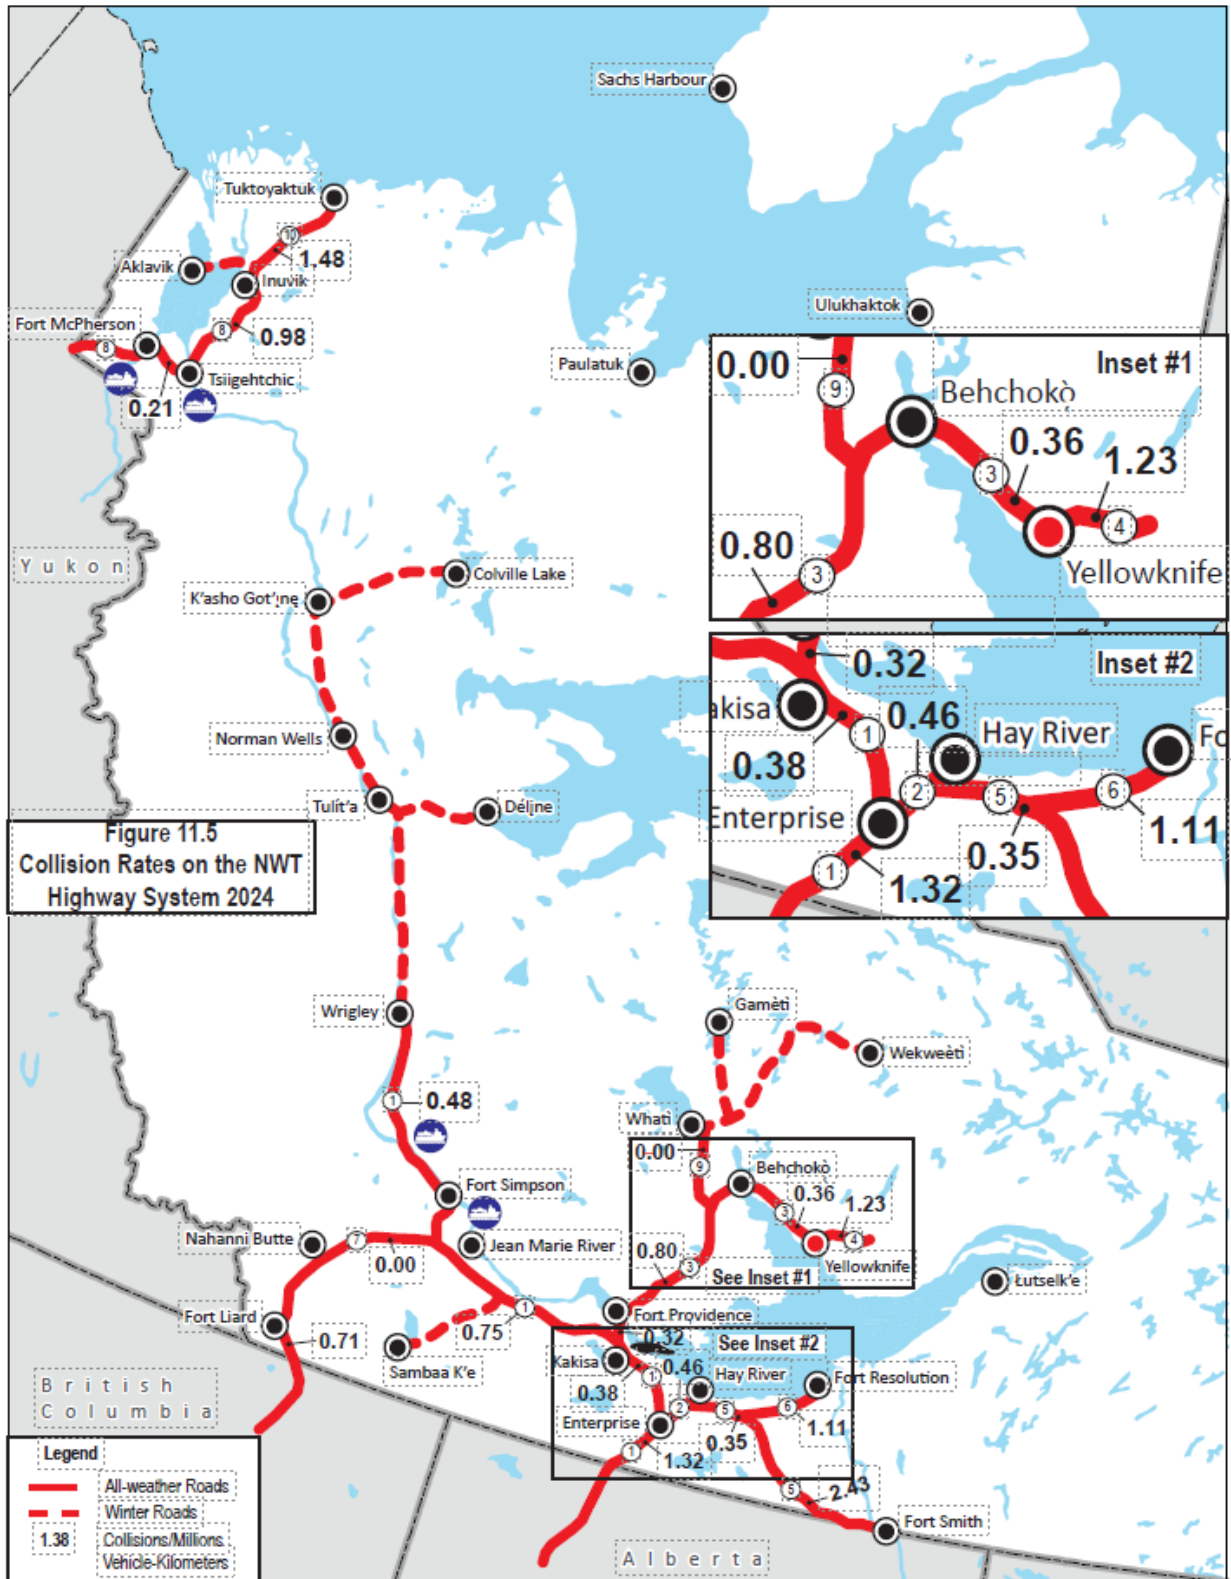 Sachs Harbour
Tuktoyaktuk
10
1.48
Aklavik
Inuvik
Ulukhaktok
Fort McPherson
8
8
0.98
Paulatuk
Tsiigehtchic
0.21
Inset #1
0.00
9
Behchokò
0.36
1.23
3
4
0.80
3
Yellowknife
Yukon
Colville Lake
K'asho Got'ıne
Inset #2
0.32
akisa
0.46
1
Hay River
Fo
0.38
2
5
6
Enterprise
1.11
0.35
1
1.32
Norman Wells
Tulít'a
Délįne
Figure 11.5
Collision Rates on the NWT
Highway System 2024
Wrigley
Gamètì
Wekweètì
1
0.48
Whatì
0.00
9
Behchokò
0.36
3
1.23
4
Fort Simpson
Nahanni Butte
7
0.00
Jean Marie River
0.80
3
See Inset #1
Yellowknife
Łutselk'e
Fort Liard
0.71
1
0.75
Sambaa K'e
Fort Providence
0.32
See Inset #2
Kakisa
1
0.46
Hay River
Fort Resolution
0.38
2
5
6
Enterprise
1.11
0.35
1
1.32
5
2.43
Fort Smith
British
Columbia
Alberta
Legend
All-weather Roads
Winter Roads
1.38
Collisions/Millions
Vehicle-Kilometers